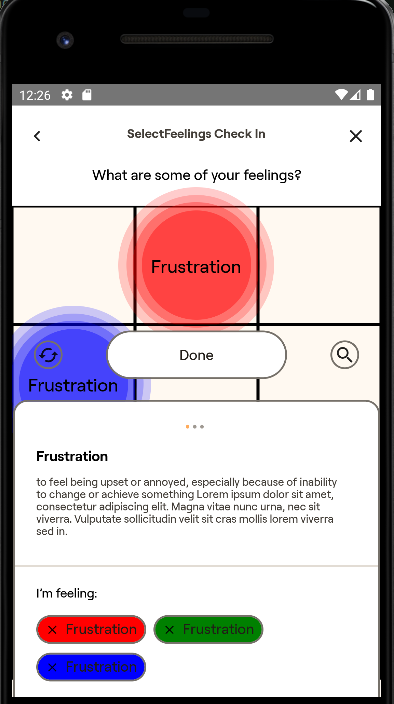 12:26
SelectFeelings Check In
What are some of your feelings?
Frustration
Frustration
Done
Frustration
to feel being upset or annoyed, especially because of inability
to change or achieve something Lorem ipsum dolor sit amet,
consectetur adipiscing elit. Magna vitae nunc urna, nec sit
viverra. Vulputate sollicitudin velit sit cras mollis lorem viverra
sed in.
I'm feeling:
Frustration
Frustration
Frustration